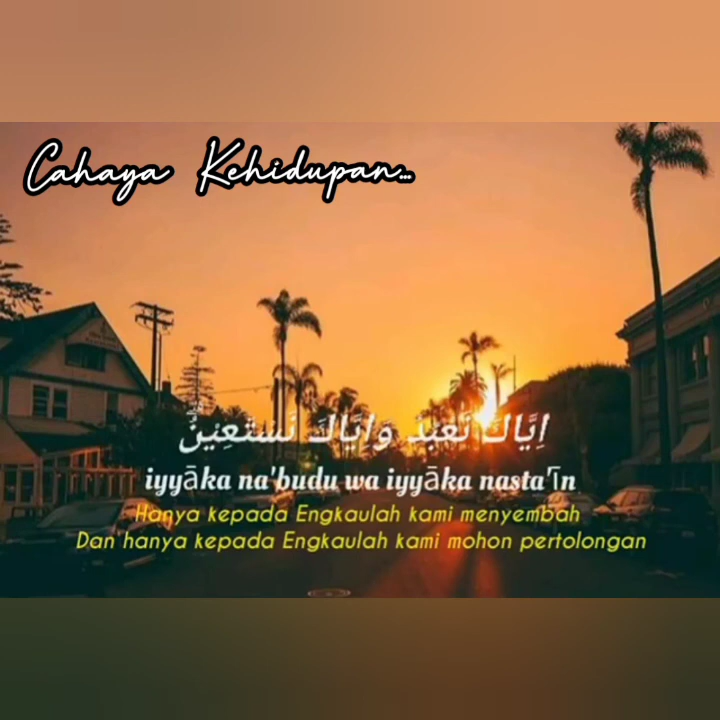 Cahaya Kehidupan...
اِيَّاكَ نَعْبُدُ وَاِيَّاكَ نَسْتَعِيْنُۗ
iyyāka na'budu wa iyyāka nasta'īn
Hanya kepada Engkaulah kami menyembah
Dan hanya kepada Engkaulah kami mohon pertolongan